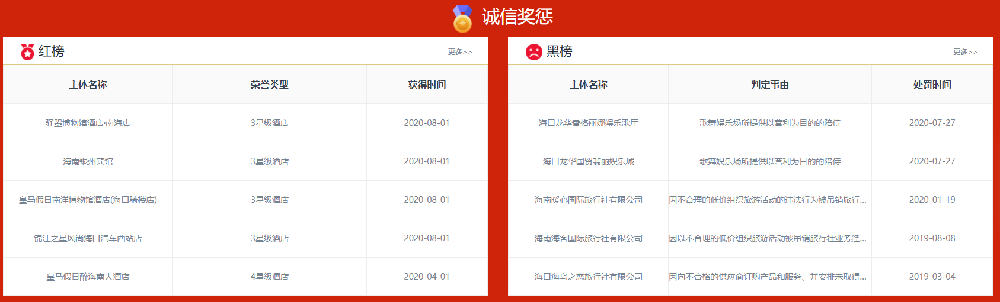 诚信奖惩
红榜
更多>>
主体名称 荣誉类型 获得时间
驿曌博物馆酒店·南海店 3星级酒店 2020-08-01
海南银州宾馆 3星级酒店 2020-08-01
皇马假日南洋博物馆酒店(海口骑楼店) 3星级酒店 2020-08-01
锦江之星风尚海口汽车西站店 3星级酒店 2020-08-01
皇马假日醉海南大酒店 4星级酒店 2020-04-01
黑榜
更多>>
主体名称 判定事由 处罚时间
海口龙华香格丽娜娱乐歌厅 歌舞娱乐场所提供以营利为目的的陪侍 2020-07-27
海口龙华国贸翡丽娱乐城 歌舞娱乐场所提供以营利为目的的陪侍 2020-07-27
海南暖心国际旅行社有限公司 因不合理的低价组织旅游活动的违法行为被吊销旅行... 2020-01-19
海南海客国际旅行社有限公司 因以不合理的低价组织旅游活动被吊销旅行社业务经... 2019-08-08
海口海岛之恋旅行社有限公司 因向不合格的供应商订购产品和服务、并安排未取得... 2019-03-04